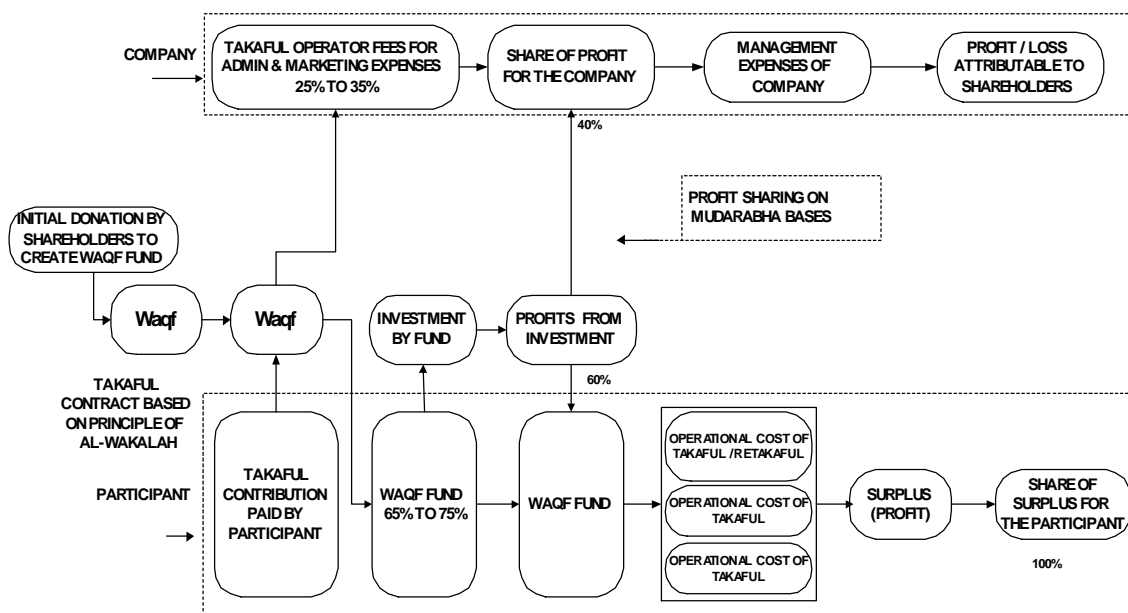 COMPANY
TAKAFUL OPERATOR FEES FOR
ADMIN & MARKETING EXPENSES
25% TO 35%
SHARE OF PROFIT
FOR THE COMPANY
MANAGEMENT
EXPENSES OF
COMPANY
PROFIT / LOSS
ATTRIBUTABLE TO
SHAREHOLDERS
40%
PROFIT SHARING ON
MUDARABHA BASES
INITIAL DONATION BY
SHAREHOLDERS TO
CREATE WAQF FUND
Waqf
Waqf
INVESTMENT
BY FUND
PROFITS FROM
INVESTMENT
60%
TAKAFUL
CONTRACT BASED
ON PRINCIPLE OF
AL-WAKALAH
PARTICIPANT
TAKAFUL
CONTRIBUTION
PAID BY
PARTICIPANT
WAQF FUND
65% TO 75%
WAQF FUND
OPERATIONAL COST OF
TAKAFUL /RETAKAFUL
OPERATIONAL COST OF
TAKAFUL
OPERATIONAL COST OF
TAKAFUL
SURPLUS
(PROFIT)
SHARE OF
SURPLUS FOR
THE PARTICIPANT
100%